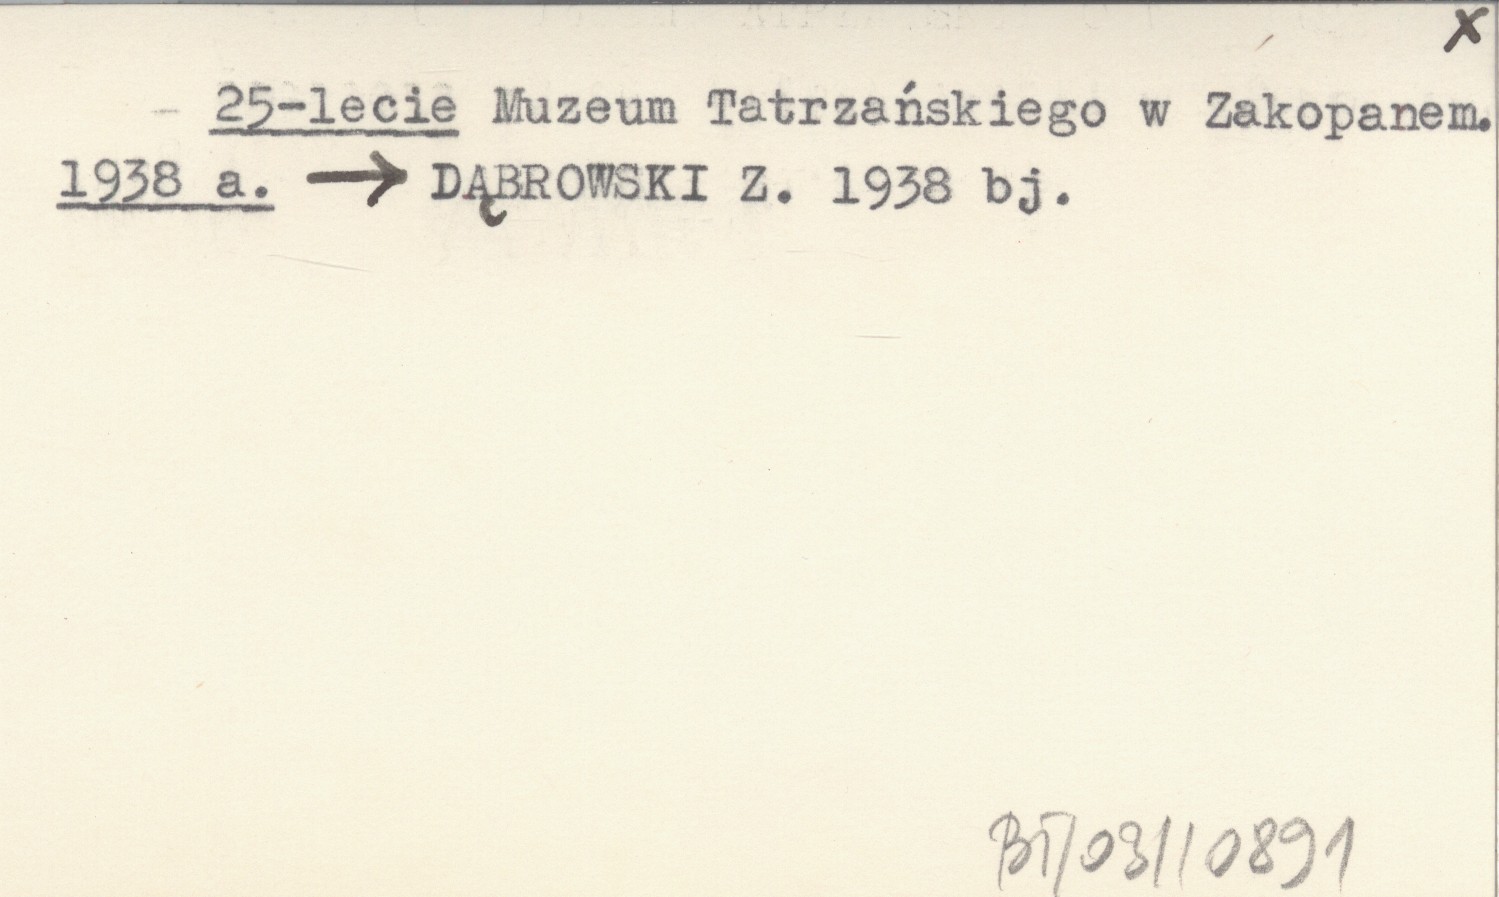 x
- 25-lecie Muzeum Tatrzańskiego w Zakopanem.
1938 a. → DĄBROWSKI Z. 1938 bj.
BT/03/10891